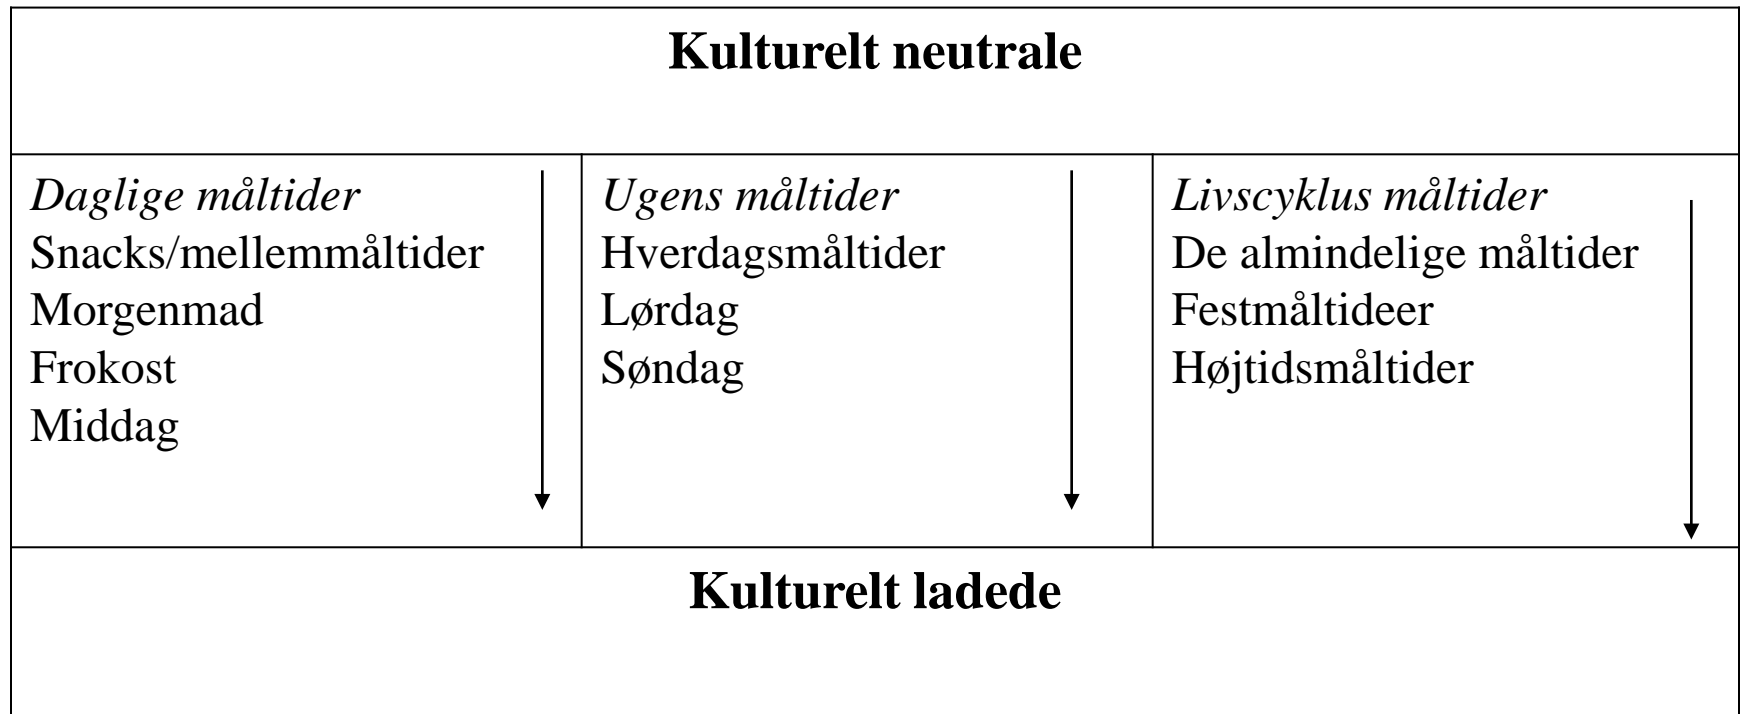 Kulturelt neutrale
Daglige måltider
Snacks/mellemmåltider
Morgenmad
Frokost
Middag
Ugens måltider
Hverdagsmåltider
Lørdag
Søndag
Livscyklus måltider
De almindelige måltider
Festmåltideer
Højtidsmåltider
Kulturelt ladede